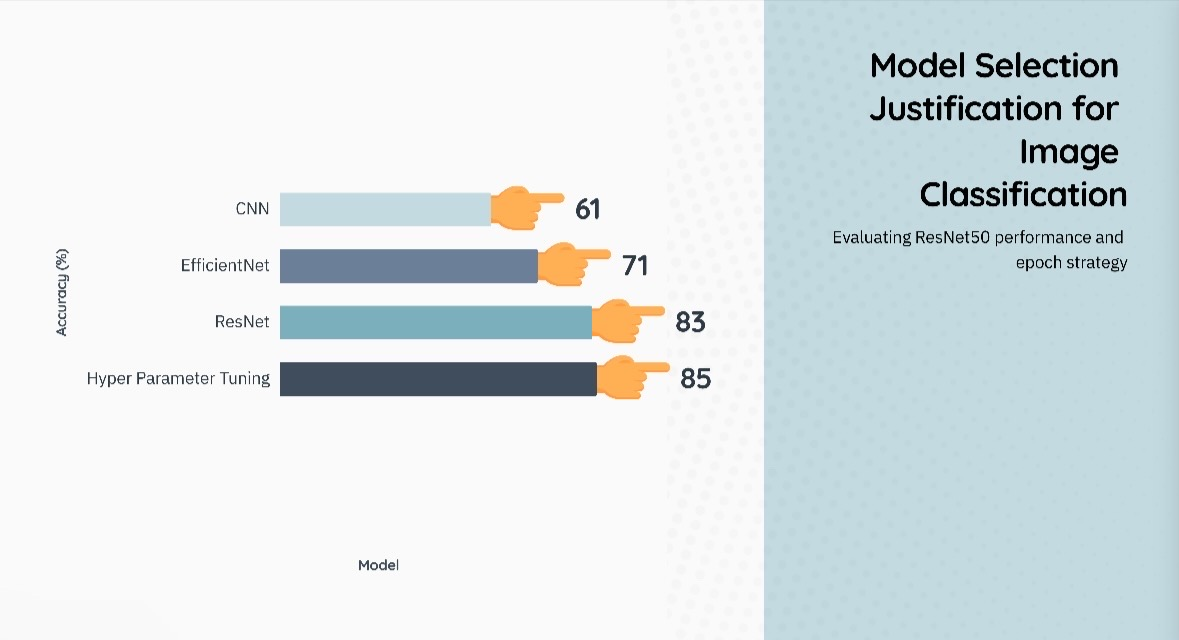 Model Selection
Justification for
Image
Classification
Evaluating ResNet50 performance and
epoch strategy
Accuracy (%)
CNN 61
EfficientNet 71
ResNet 83
Hyper Parameter Tuning 85
Model